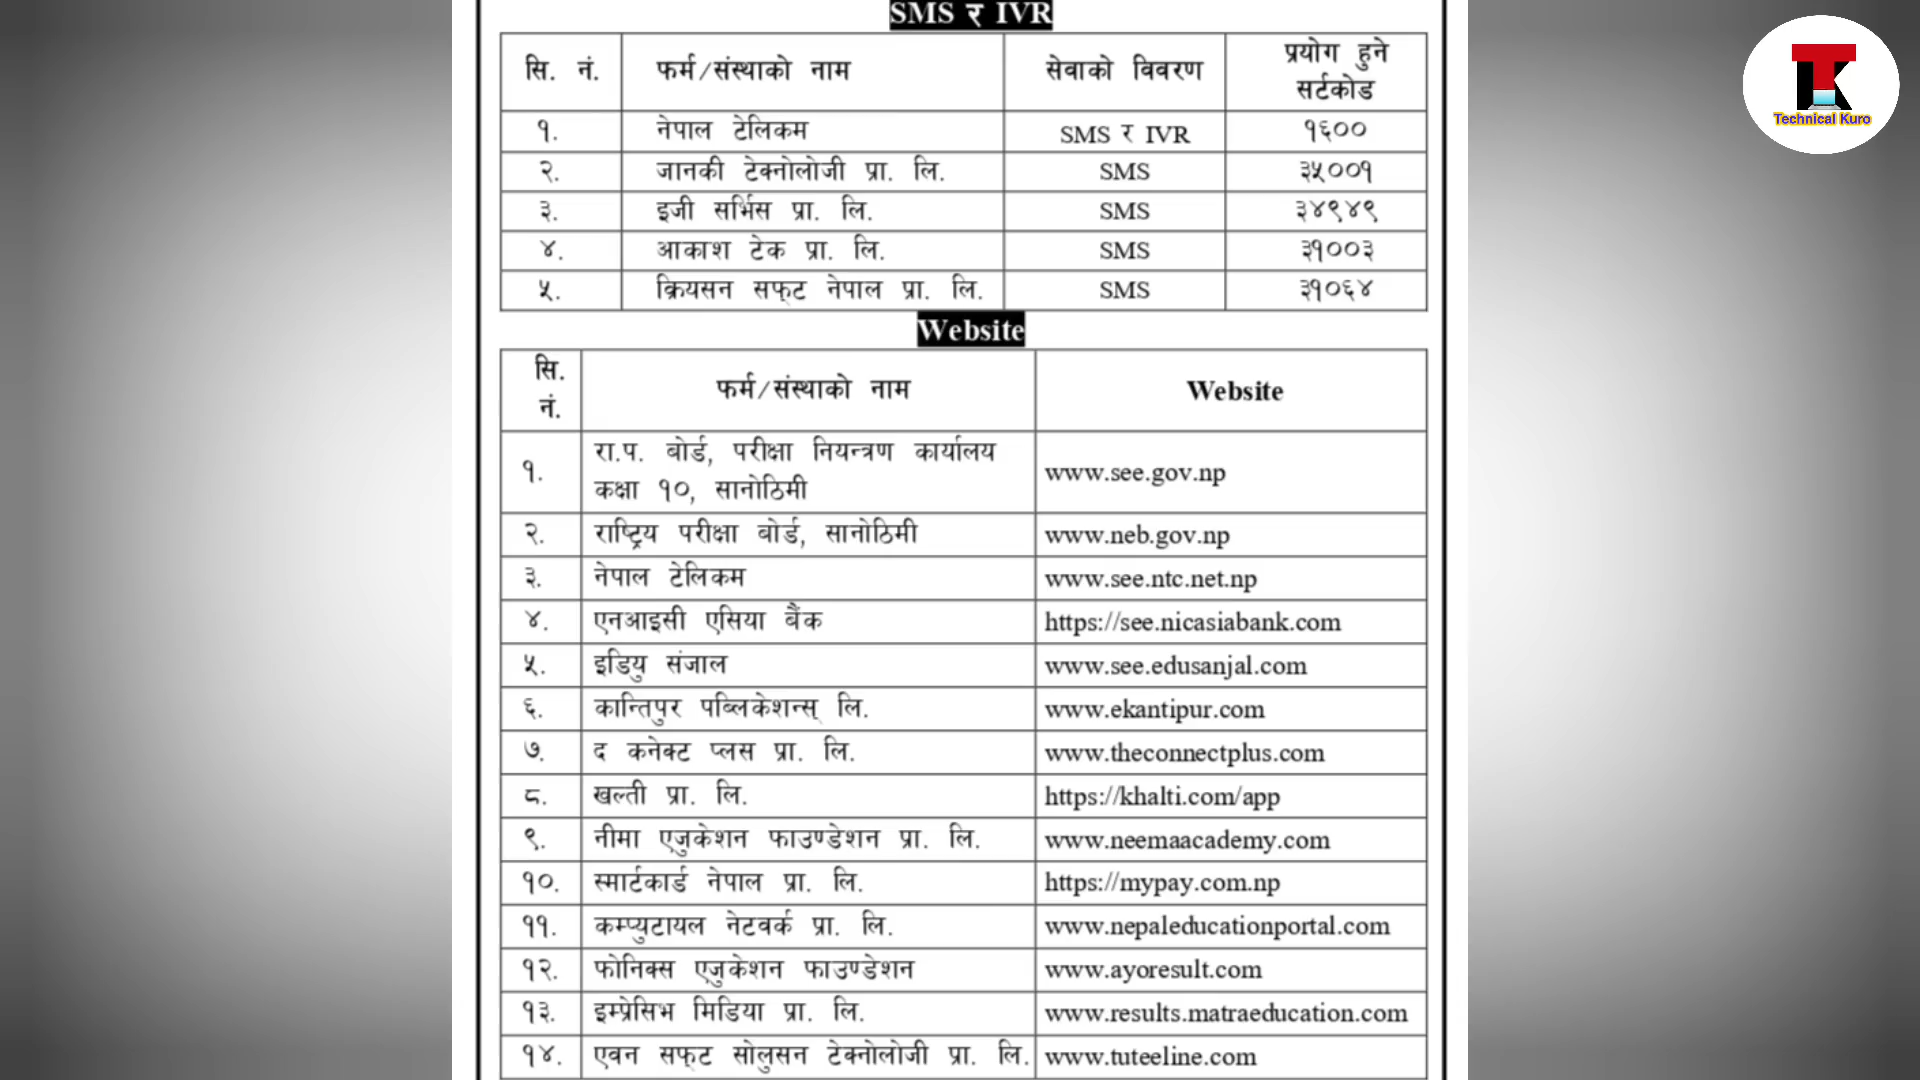 SMS र IVR
सि. नं. फर्म/संस्थाको नाम सेवाको विवरण प्रयोग हुने सर्टकोड
१. नेपाल टेलिकम SMS र IVR १६००
२. जानकी टेक्नोलोजी प्रा. लि. SMS ३५००१
३. इजी सर्भिस प्रा. लि. SMS ३४९४९
४. आकाश टेक प्रा. लि. SMS ३१००३
५. क्रियसन सफ्‌ट नेपाल प्रा. लि. SMS ३१०६४
Website
सि. नं. फर्म/संस्थाको नाम Website
१. रा.प. बोर्ड, परीक्षा नियन्त्रण कार्यालय कक्षा १०, सानोठिमी www.see.gov.np
२. राष्ट्रिय परीक्षा बोर्ड, सानोठिमी www.neb.gov.np
३. नेपाल टेलिकम www.see.ntc.net.np
४. एनआइसी एसिया बैंक https://see.nicasiabank.com
५. इडियु संजाल www.see.edusanjal.com
६. कान्तिपुर पब्लिकेशन्स् लि. www.ekantipur.com
७. द कनेक्ट प्लस प्रा. लि. www.theconnectplus.com
८. खल्ती प्रा. लि. https://khalti.com/app
९. नीमा एजुकेशन फाउण्डेशन प्रा. लि. www.neemaacademy.com
१०. स्मार्टकार्ड नेपाल प्रा. लि. https://mypay.com.np
११. कम्प्युटायल नेटवर्क प्रा. लि. www.nepaleducationportal.com
१२. फोनिक्स एजुकेशन फाउण्डेशन www.ayoresult.com
१३. इम्प्रेसिभ मिडिया प्रा. लि. www.results.matraeducation.com
१४. एवन सफ्‌ट सोलुसन टेक्नोलोजी प्रा. लि. www.tuteeline.com
TK
Technical Kuro